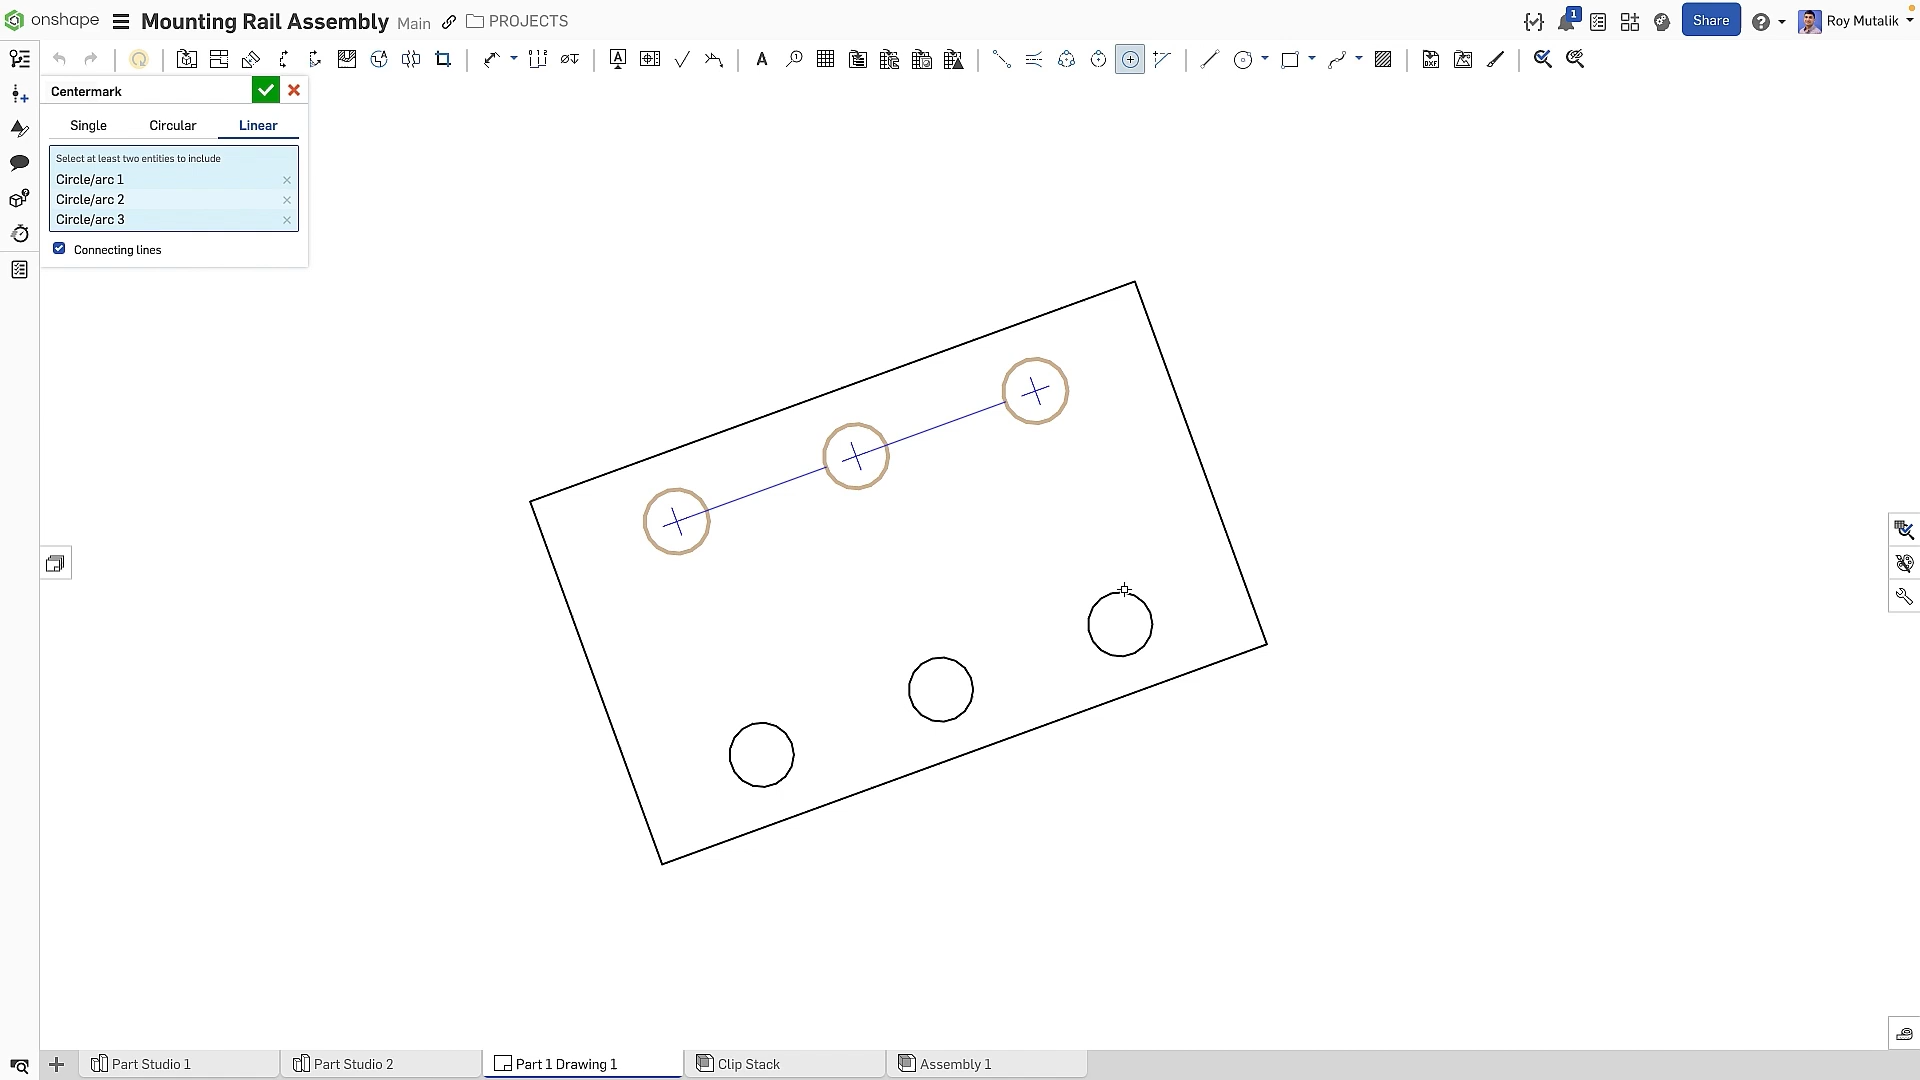 onshape Mounting Rail Assembly Main PROJECTS 1 Share Roy Mutalik
Centermark
Single Circular Linear
Select at least two entities to include
Circle/arc 1
Circle/arc 2
Circle/arc 3
Connecting lines
Part Studio 1 Part Studio 2 Part 1 Drawing 1 Clip Stack Assembly 1